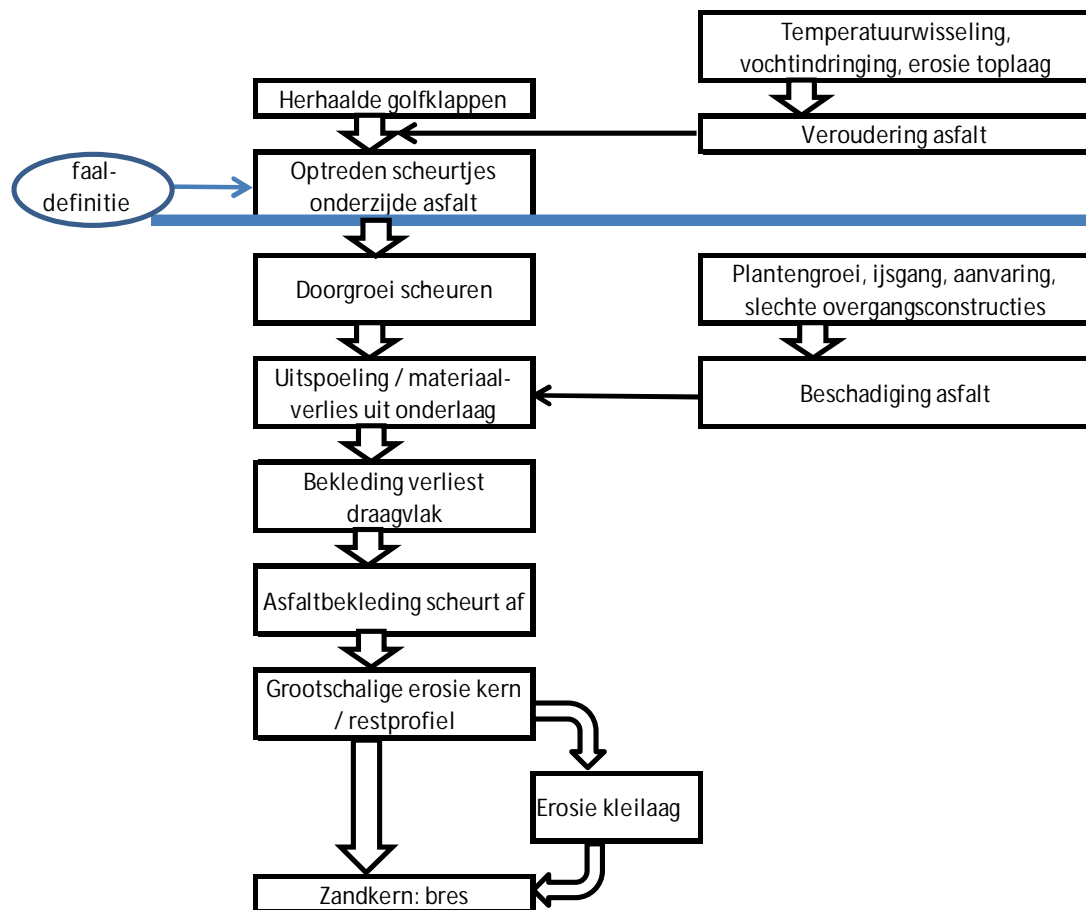 Temperatuurwisseling,
vochtindringing, erosie toplaag
Herhaalde golfklappen
Veroudering asfalt
faal-
definitie
Optreden scheurtjes
onderzijde asfalt
Doorgroei scheuren
Plantengroei, ijsgang, aanvaring,
slechte overgangsconstructies
Uitspoeling / materiaal-
verlies uit onderlaag
Beschadiging asfalt
Bekleding verliest
draagvlak
Asfaltbekleding scheurt af
Grootschalige erosie kern
/ restprofiel
Erosie kleilaag
Zandkern: bres